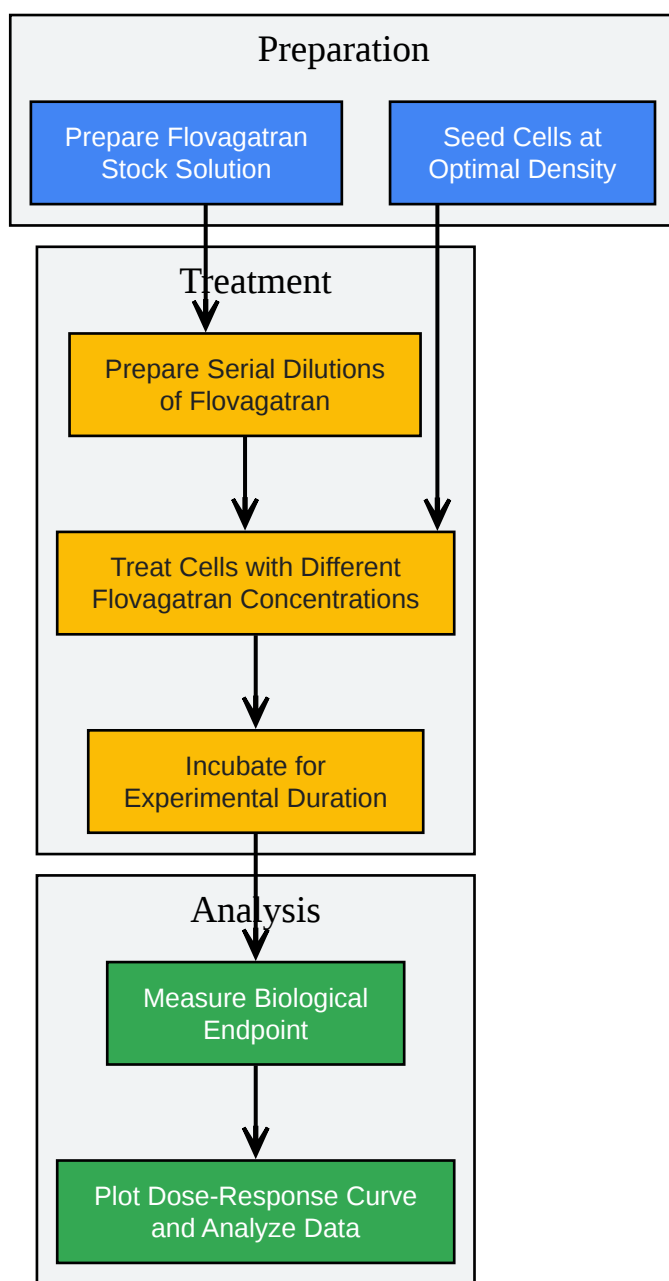 Preparation
Prepare Flovagatran
Stock Solution
Seed Cells at
Optimal Density
Treatment
Prepare Serial Dilutions
of Flovagatran
Treat Cells with Different
Flovagatran Concentrations
Incubate for
Experimental Duration
Analysis
Measure Biological
Endpoint
Plot Dose-Response Curve
and Analyze Data